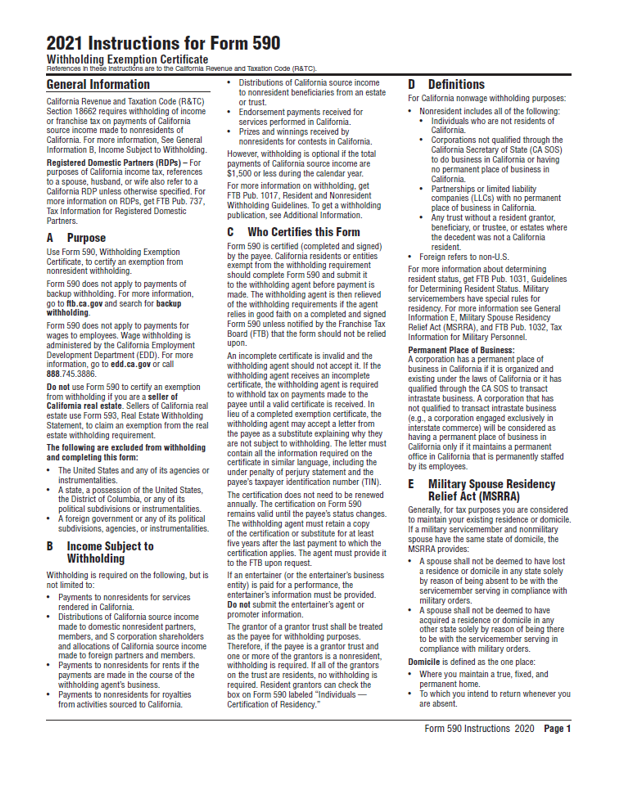 2021 Instructions for Form 590
Withholding Exemption Certificate
References in these instructions are to the California Revenue and Taxation Code (R&TC).
General Information
California Revenue and Taxation Code (R&TC)
Section 18662 requires withholding of income
or franchise tax on payments of California
source income made to nonresidents of
California. For more information, See General
Information B, Income Subject to Withholding.
Registered Domestic Partners (RDPs) – For
purposes of California income tax, references
to a spouse, husband, or wife also refer to a
California RDP unless otherwise specified. For
more information on RDPs, get FTB Pub. 737,
Tax Information for Registered Domestic
Partners.
A Purpose
Use Form 590, Withholding Exemption
Certificate, to certify an exemption from
nonresident withholding.
Form 590 does not apply to payments of
backup withholding. For more information,
go to ftb.ca.gov and search for backup
withholding.
Form 590 does not apply to payments for
wages to employees. Wage withholding is
administered by the California Employment
Development Department (EDD). For more
information, go to edd.ca.gov or call
888.745.3886.
Do not use Form 590 to certify an exemption
from withholding if you are a seller of
California real estate. Sellers of California real
estate use Form 593, Real Estate Withholding
Statement, to claim an exemption from the real
estate withholding requirement.
The following are excluded from withholding
and completing this form:
• The United States and any of its agencies or
instrumentalities.
• A state, a possession of the United States,
the District of Columbia, or any of its
political subdivisions or instrumentalities.
• A foreign government or any of its political
subdivisions, agencies, or instrumentalities.
B Income Subject to
Withholding
Withholding is required on the following, but is
not limited to:
• Payments to nonresidents for services
rendered in California.
• Distributions of California source income
made to domestic nonresident partners,
members, and S corporation shareholders
and allocations of California source income
made to foreign partners and members.
• Payments to nonresidents for rents if the
payments are made in the course of the
withholding agent's business.
• Payments to nonresidents for royalties
from activities sourced to California.
• Distributions of California source income
to nonresident beneficiaries from an estate
or trust.
• Endorsement payments received for
services performed in California.
• Prizes and winnings received by
nonresidents for contests in California.
However, withholding is optional if the total
payments of California source income are
$1,500 or less during the calendar year.
For more information on withholding, get
FTB Pub. 1017, Resident and Nonresident
Withholding Guidelines. To get a withholding
publication, see Additional Information.
C Who Certifies this Form
Form 590 is certified (completed and signed)
by the payee. California residents or entities
exempt from the withholding requirement
should complete Form 590 and submit it
to the withholding agent before payment is
made. The withholding agent is then relieved
of the withholding requirements if the agent
relies in good faith on a completed and signed
Form 590 unless notified by the Franchise Tax
Board (FTB) that the form should not be relied
upon.
An incomplete certificate is invalid and the
withholding agent should not accept it. If the
withholding agent receives an incomplete
certificate, the withholding agent is required
to withhold tax on payments made to the
payee until a valid certificate is received. In
lieu of a completed exemption certificate, the
withholding agent may accept a letter from
the payee as a substitute explaining why they
are not subject to withholding. The letter must
contain all the information required on the
certificate in similar language, including the
under penalty of perjury statement and the
payee's taxpayer identification number (TIN).
The certification does not need to be renewed
annually. The certification on Form 590
remains valid until the payee's status changes.
The withholding agent must retain a copy
of the certification or substitute for at least
five years after the last payment to which the
certification applies. The agent must provide it
to the FTB upon request.
If an entertainer (or the entertainer's business
entity) is paid for a performance, the
entertainer's information must be provided.
Do not submit the entertainer's agent or
promoter information.
The grantor of a grantor trust shall be treated
as the payee for withholding purposes.
Therefore, if the payee is a grantor trust and
one or more of the grantors is a nonresident,
withholding is required. If all of the grantors
on the trust are residents, no withholding is
required. Resident grantors can check the
box on Form 590 labeled "Individuals —
Certification of Residency."
D Definitions
For California nonwage withholding purposes:
• Nonresident includes all of the following:
• Individuals who are not residents of
California.
• Corporations not qualified through the
California Secretary of State (CA SOS)
to do business in California or having
no permanent place of business in
California.
• Partnerships or limited liability
companies (LLCs) with no permanent
place of business in California.
• Any trust without a resident grantor,
beneficiary, or trustee, or estates where
the decedent was not a California
resident.
• Foreign refers to non-U.S.
For more information about determining
resident status, get FTB Pub. 1031, Guidelines
for Determining Resident Status. Military
servicemembers have special rules for
residency. For more information see General
Information E, Military Spouse Residency
Relief Act (MSRRA), and FTB Pub. 1032, Tax
Information for Military Personnel.
Permanent Place of Business:
A corporation has a permanent place of
business in California if it is organized and
existing under the laws of California or it has
qualified through the CA SOS to transact
intrastate business. A corporation that has
not qualified to transact intrastate business
(e.g., a corporation engaged exclusively in
interstate commerce) will be considered as
having a permanent place of business in
California only if it maintains a permanent
office in California that is permanently staffed
by its employees.
E Military Spouse Residency
Relief Act (MSRRA)
Generally, for tax purposes you are considered
to maintain your existing residence or domicile.
If a military servicemember and nonmilitary
spouse have the same state of domicile, the
MSRRA provides:
• A spouse shall not be deemed to have lost
a residence or domicile in any state solely
by reason of being absent to be with the
servicemember serving in compliance with
military orders.
• A spouse shall not be deemed to have
acquired a residence or domicile in any
other state solely by reason of being there
to be with the servicemember serving in
compliance with military orders.
Domicile is defined as the one place:
• Where you maintain a true, fixed, and
permanent home.
• To which you intend to return whenever you
are absent.
Form 590 Instructions 2020 Page 1